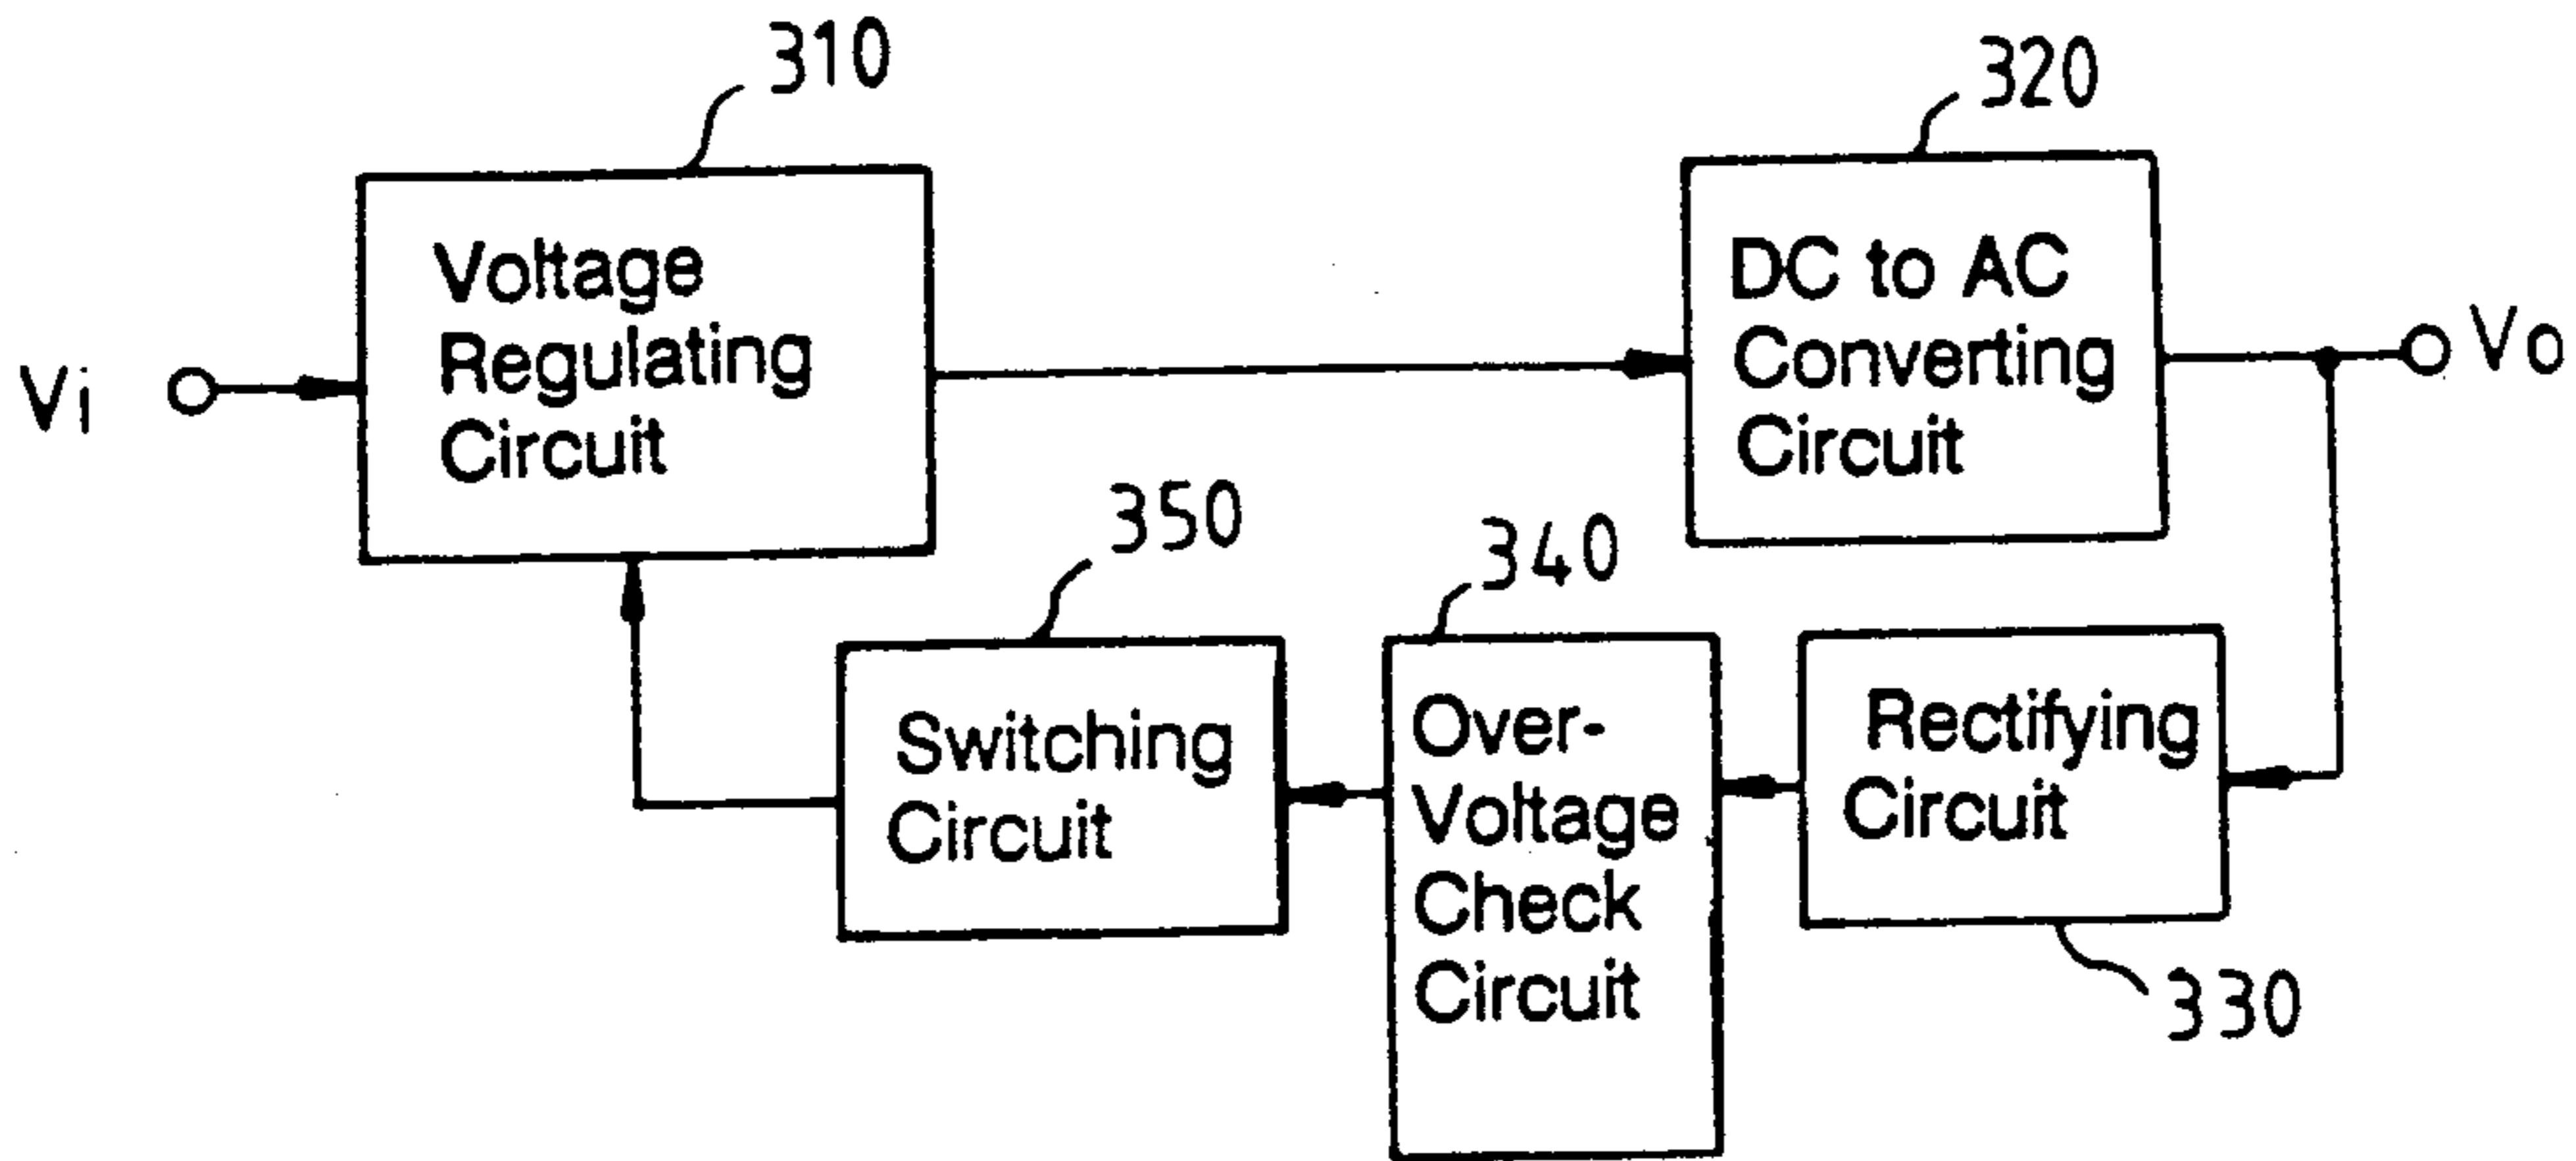 310
320
Voltage
Regulating
Circuit
DC to AC
Converting
Circuit
Vi
Vo
350
340
Switching
Circuit
Over-
Voltage
Check
Circuit
Rectifying
Circuit
330